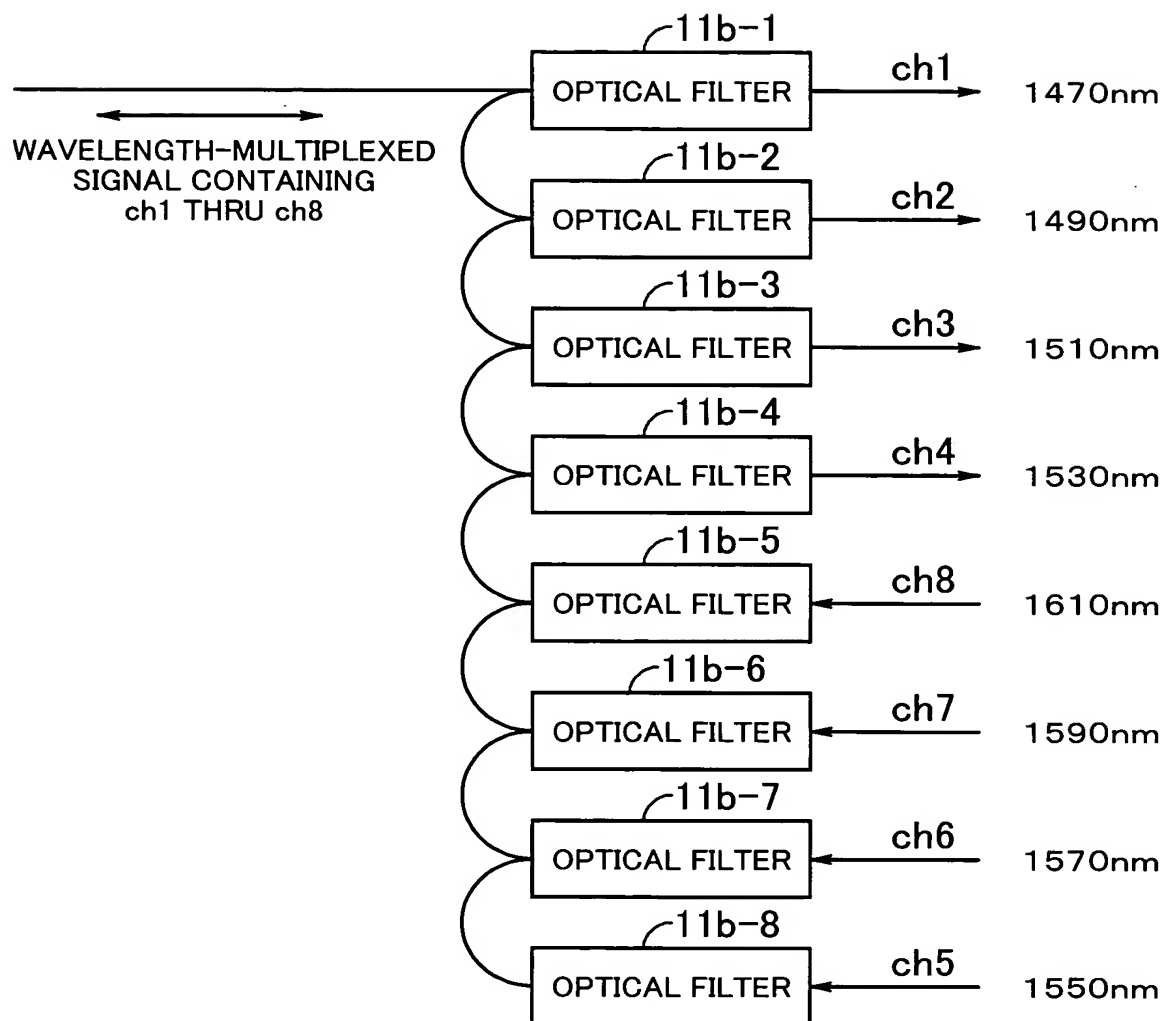 11b-1
OPTICAL FILTER
ch1
1470nm
WAVELENGTH-MULTIPLEXED
SIGNAL CONTAINING
ch1 THRU ch8
11b-2
OPTICAL FILTER
ch2
1490nm
11b-3
OPTICAL FILTER
ch3
1510nm
11b-4
OPTICAL FILTER
ch4
1530nm
11b-5
OPTICAL FILTER
ch8
1610nm
11b-6
OPTICAL FILTER
ch7
1590nm
11b-7
OPTICAL FILTER
ch6
1570nm
11b-8
OPTICAL FILTER
ch5
1550nm